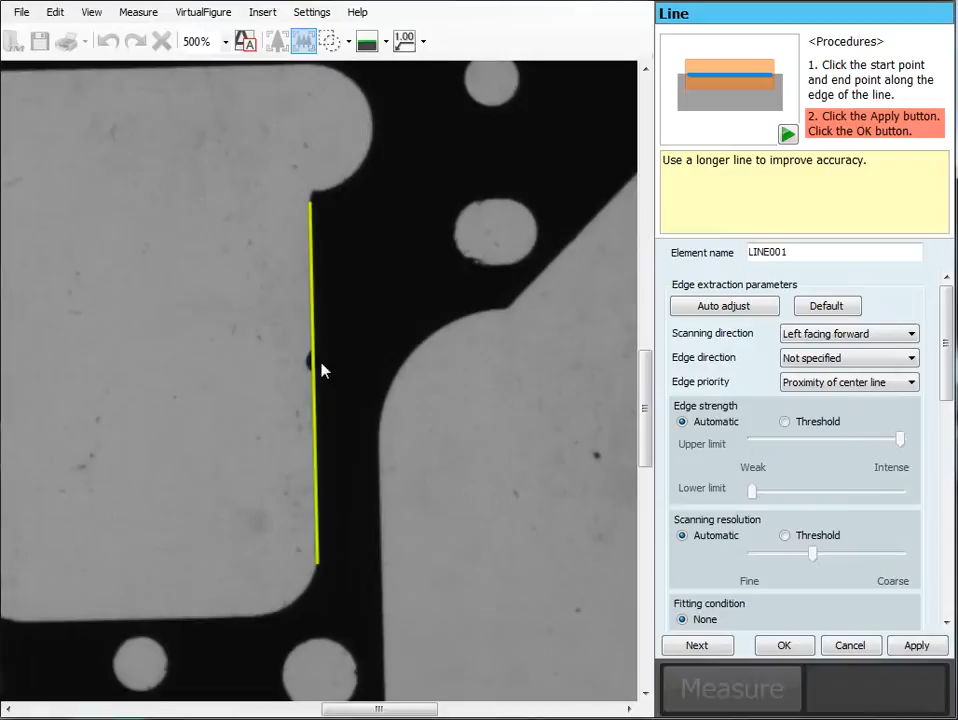 File Edit View Measure VirtualFigure Insert Settings Help
500% A A 1.00
Line
<Procedures>
1. Click the start point
and end point along the
edge of the line.
2. Click the Apply button.
Click the OK button.
Use a longer line to improve accuracy.
Element name LINE001
Edge extraction parameters
Auto adjust Default
Scanning direction Left facing forward
Edge direction Not specified
Edge priority Proximity of center line
Edge strength
Automatic Threshold
Upper limit
Weak Intense
Lower limit
Scanning resolution
Automatic Threshold
Fine Coarse
Fitting condition
None
Next OK Cancel Apply
Measure